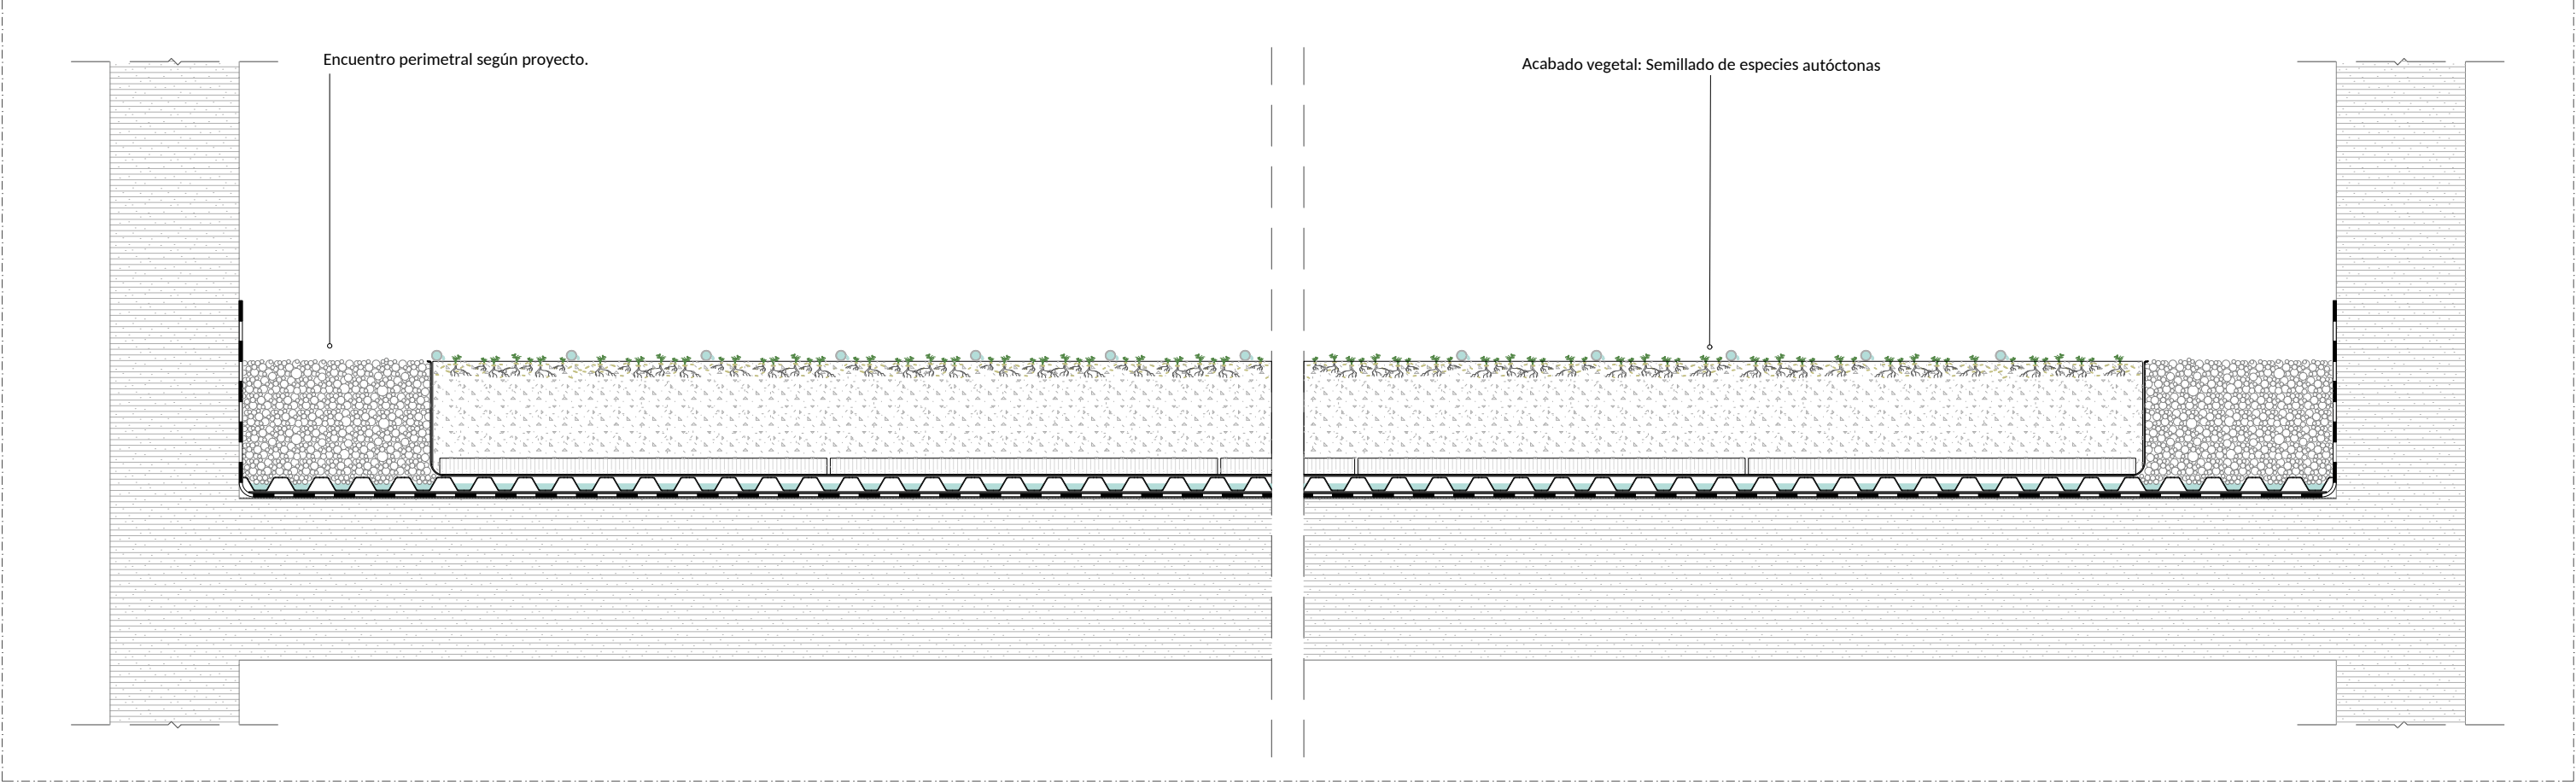 Encuentro perimetral según proyecto.
Acabado vegetal: Semillado de especies autóctonas